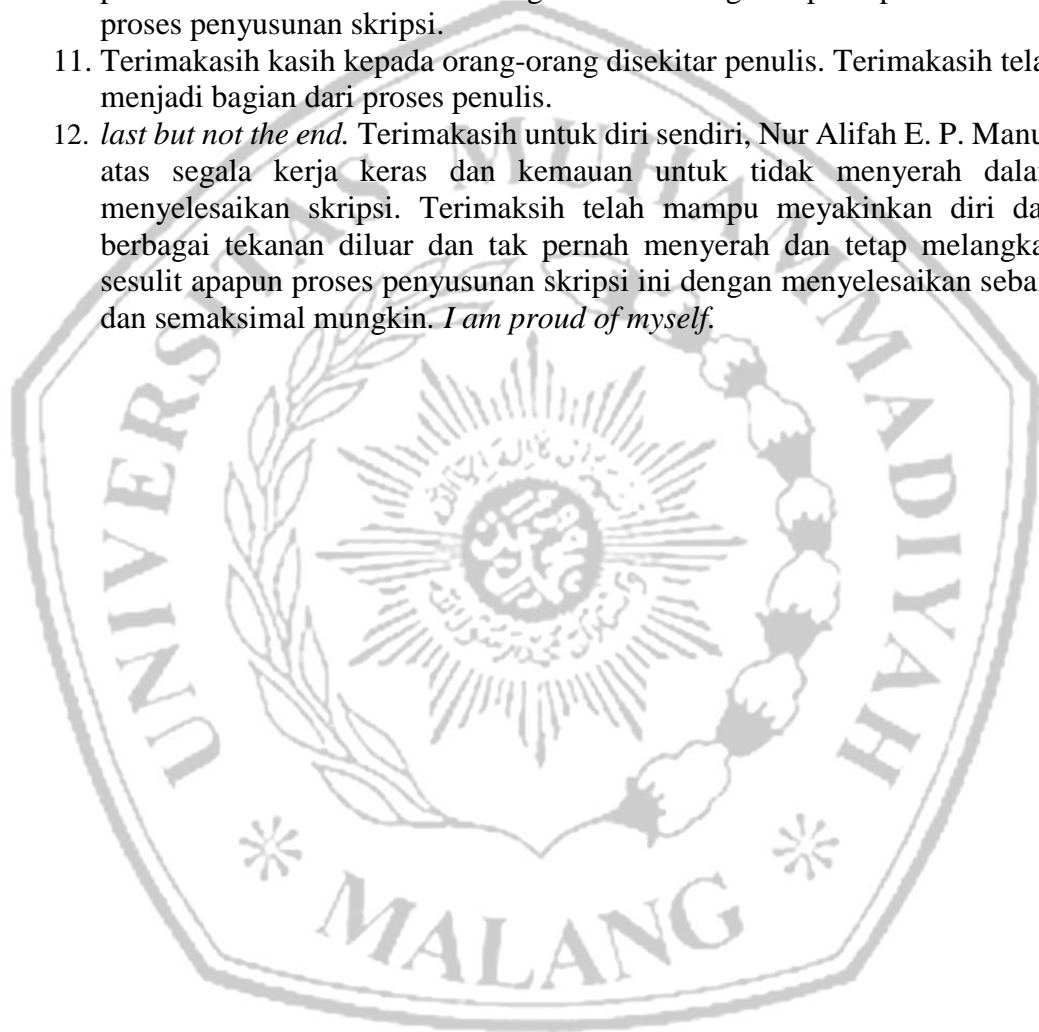 proses penyusunan skripsi.
11. Terimakasih kasih kepada orang-orang disekitar penulis. Terimakasih tela
menjadi bagian dari proses penulis.
12. last but not the end. Terimakasih untuk diri sendiri, Nur Alifah E. P. Manu
atas segala kerja keras dan kemauan untuk tidak menyerah dala
menyelesaikan skripsi. Terimaksih telah mampu meyakinkan diri da
berbagai tekanan diluar dan tak pernah menyerah dan tetap melangka
sesulit apapun proses penyusunan skripsi ini dengan menyelesaikan seba
dan semaksimal mungkin. I am proud of myself.
UNIVERSITAS MUHAMMADIYAH
MALANG